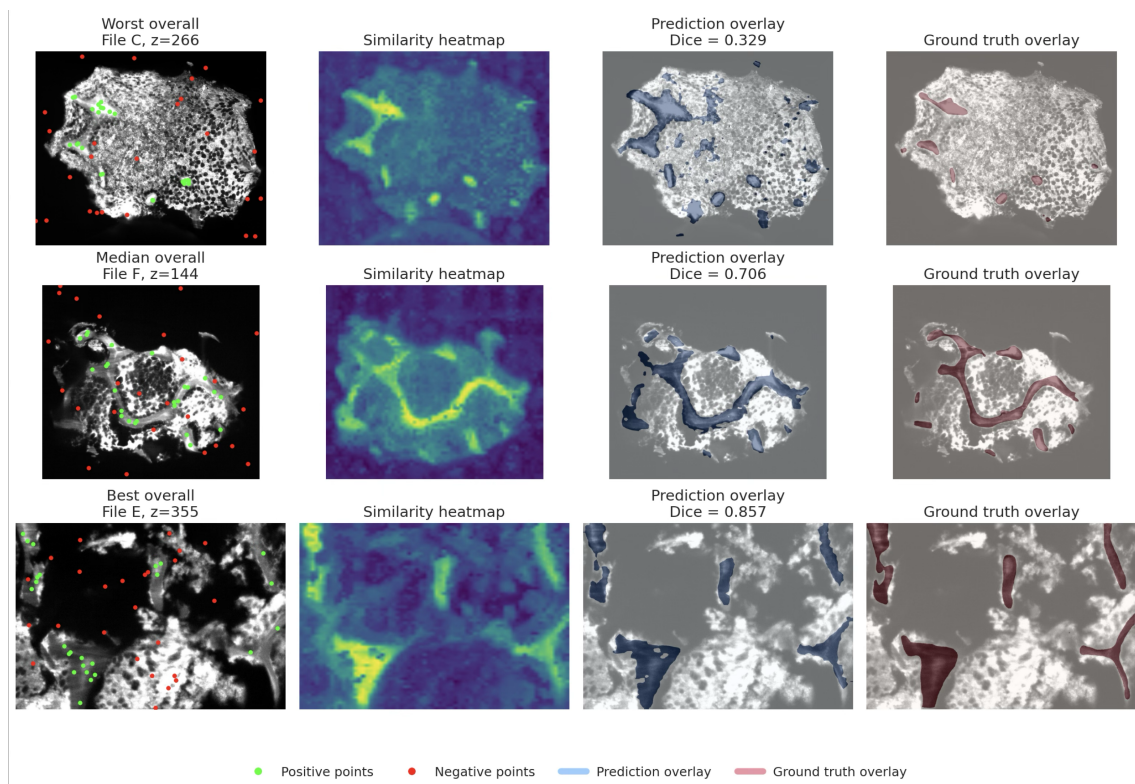 Worst overall
File C, z=266
Similarity heatmap
Prediction overlay
Dice = 0.329
Ground truth overlay
Median overall
File F, z=144
Similarity heatmap
Prediction overlay
Dice = 0.706
Ground truth overlay
Best overall
File E, z=355
Similarity heatmap
Prediction overlay
Dice = 0.857
Ground truth overlay
Positive points
Negative points
Prediction overlay
Ground truth overlay